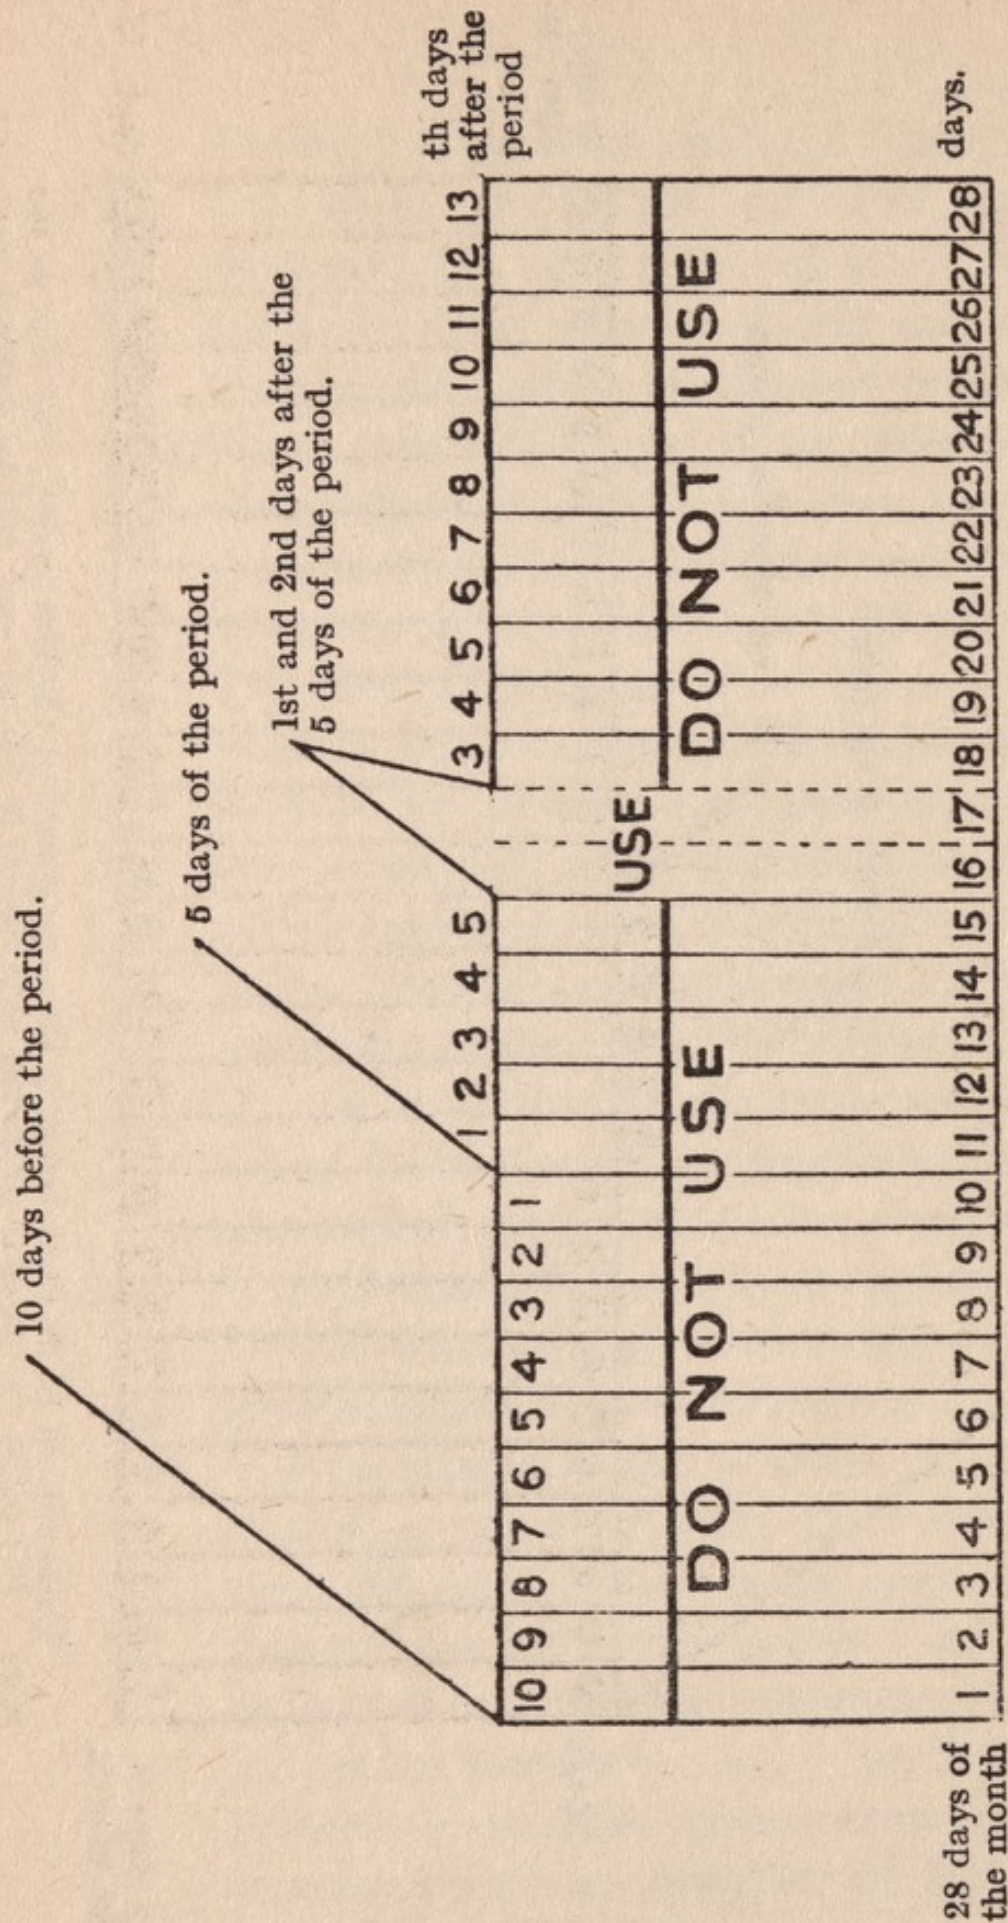 10 days before the period.
5 days of the period.
1st and 2nd days after the
5 days of the period.
th days
after the
period
1 2 3 4 5 3 4 5 6 7 8 9 10 11 12 13
10 9 8 7 6 5 4 3 2 1
USE
DO NOT USE DO NOT USE
28 days of
the month
1 2 3 4 5 6 7 8 9 10 11 12 13 14 15 16 17 18 19 20 21 22 23 24 25 26 27 28 days.